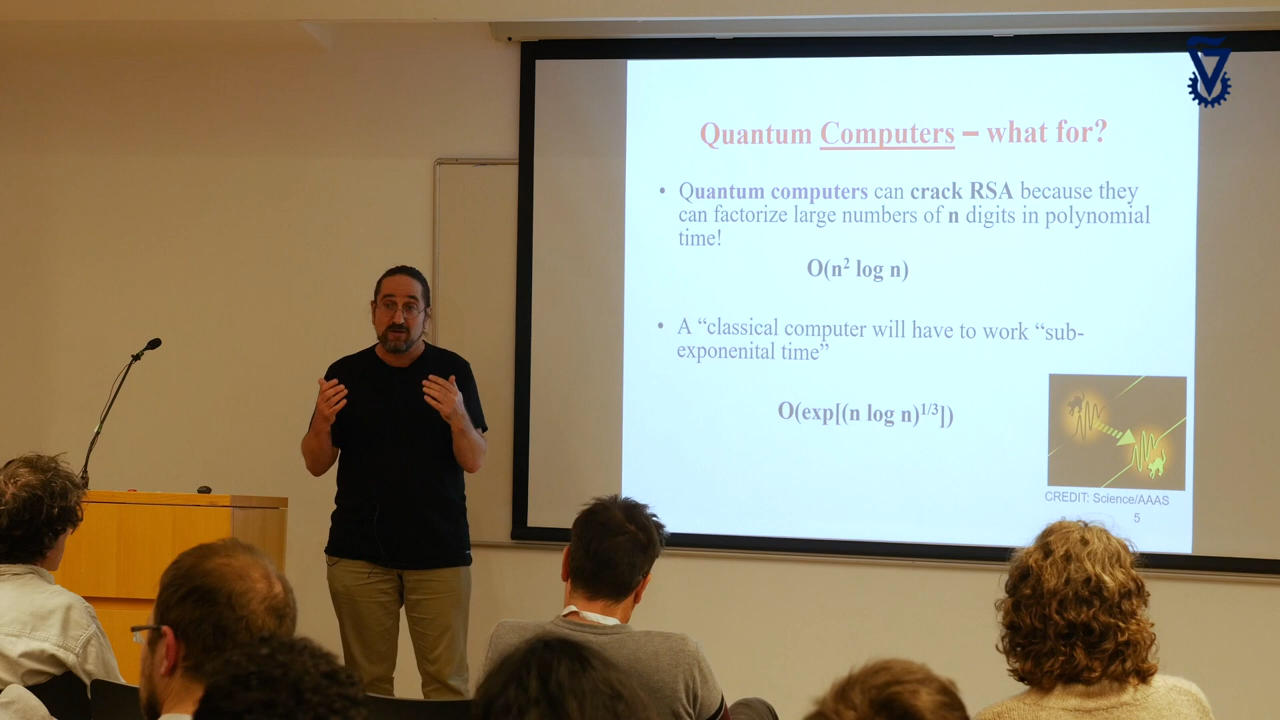 Quantum Computers – what for?
• Quantum computers can crack RSA because they
can factorize large numbers of n digits in polynomial
time!
O(n² log n)
• A “classical computer will have to work “sub-
exponenital time”
O(exp[(n log n)^1/3])
CREDIT: Science/AAAS
5